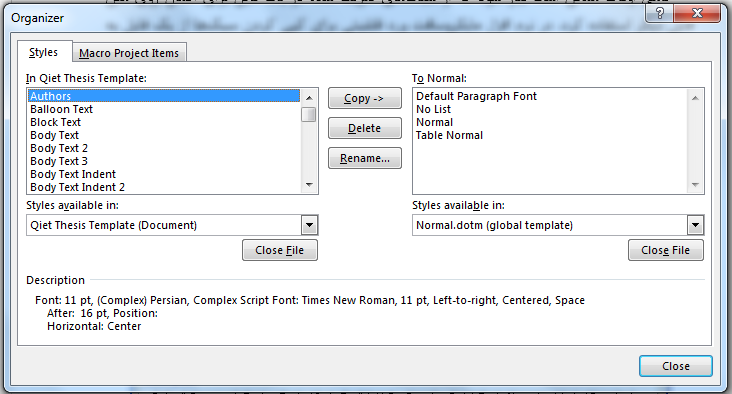 Organizer
Styles
Macro Project Items
In Qiet Thesis Template:
Authors
Balloon Text
Block Text
Body Text
Body Text 2
Body Text 3
Body Text Indent
Body Text Indent 2
Copy ->
Delete
Rename...
To Normal:
Default Paragraph Font
No List
Normal
Table Normal
Styles available in:
Qiet Thesis Template (Document)
Close File
Styles available in:
Normal.dotm (global template)
Close File
Description
Font: 11 pt, (Complex) Persian, Complex Script Font: Times New Roman, 11 pt, Left-to-right, Centered, Space
After: 16 pt, Position:
Horizontal: Center
Close